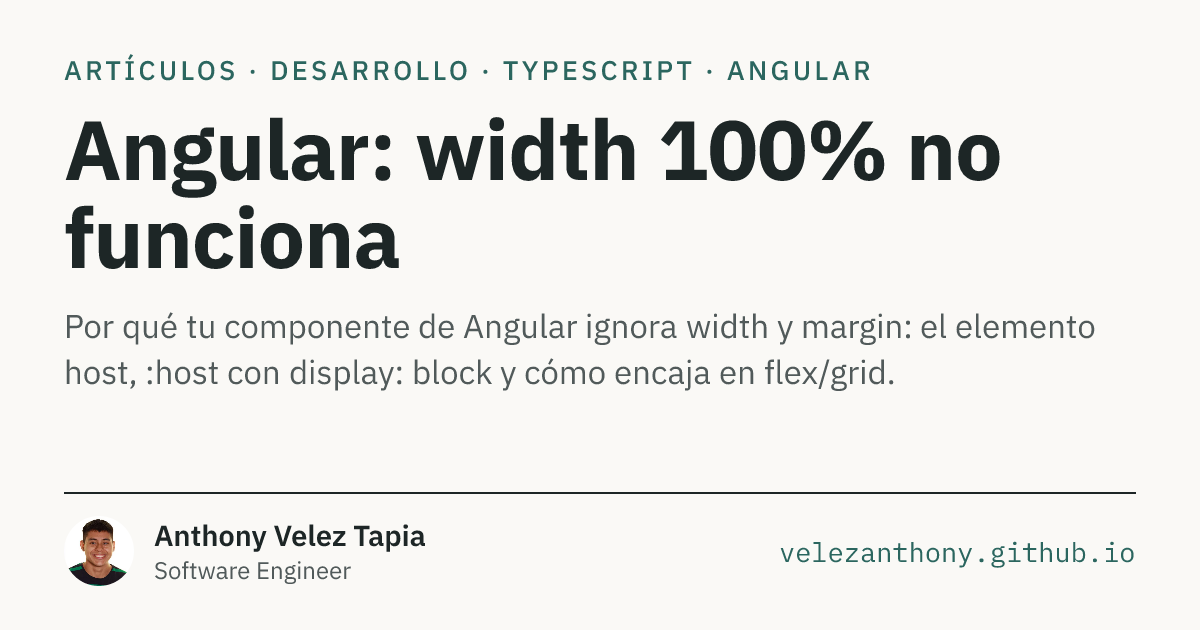 ARTÍCULOS · DESARROLLO · TYPESCRIPT · ANGULAR
Angular: width 100% no
funciona
Por qué tu componente de Angular ignora width y margin: el elemento
host, :host con display: block y cómo encaja en flex/grid.
Anthony Velez Tapia
Software Engineer
velezanthony.github.io